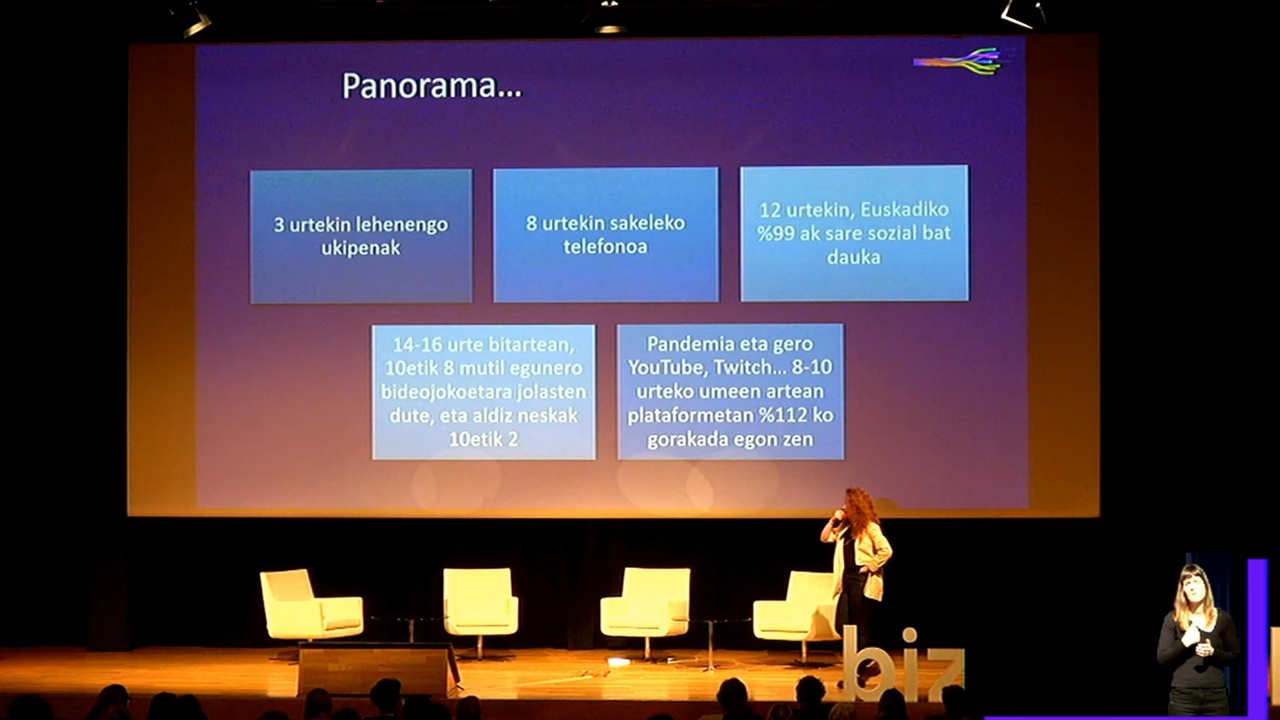 Panorama...
3 urtekin lehenengo
ukipenak
8 urtekin sakeleko
telefonoa
12 urtekin, Euskadiko
%99 ak sare sozial bat
dauka
14-16 urte bitartean,
10etik 8 mutil egunero
bideojokoetara jolasten
dute, eta aldiz neskak
10etik 2
Pandemia eta gero
YouTube, Twitch... 8-10
urteko umeen artean
plataformetan %112 ko
gorakada egon zen
biz